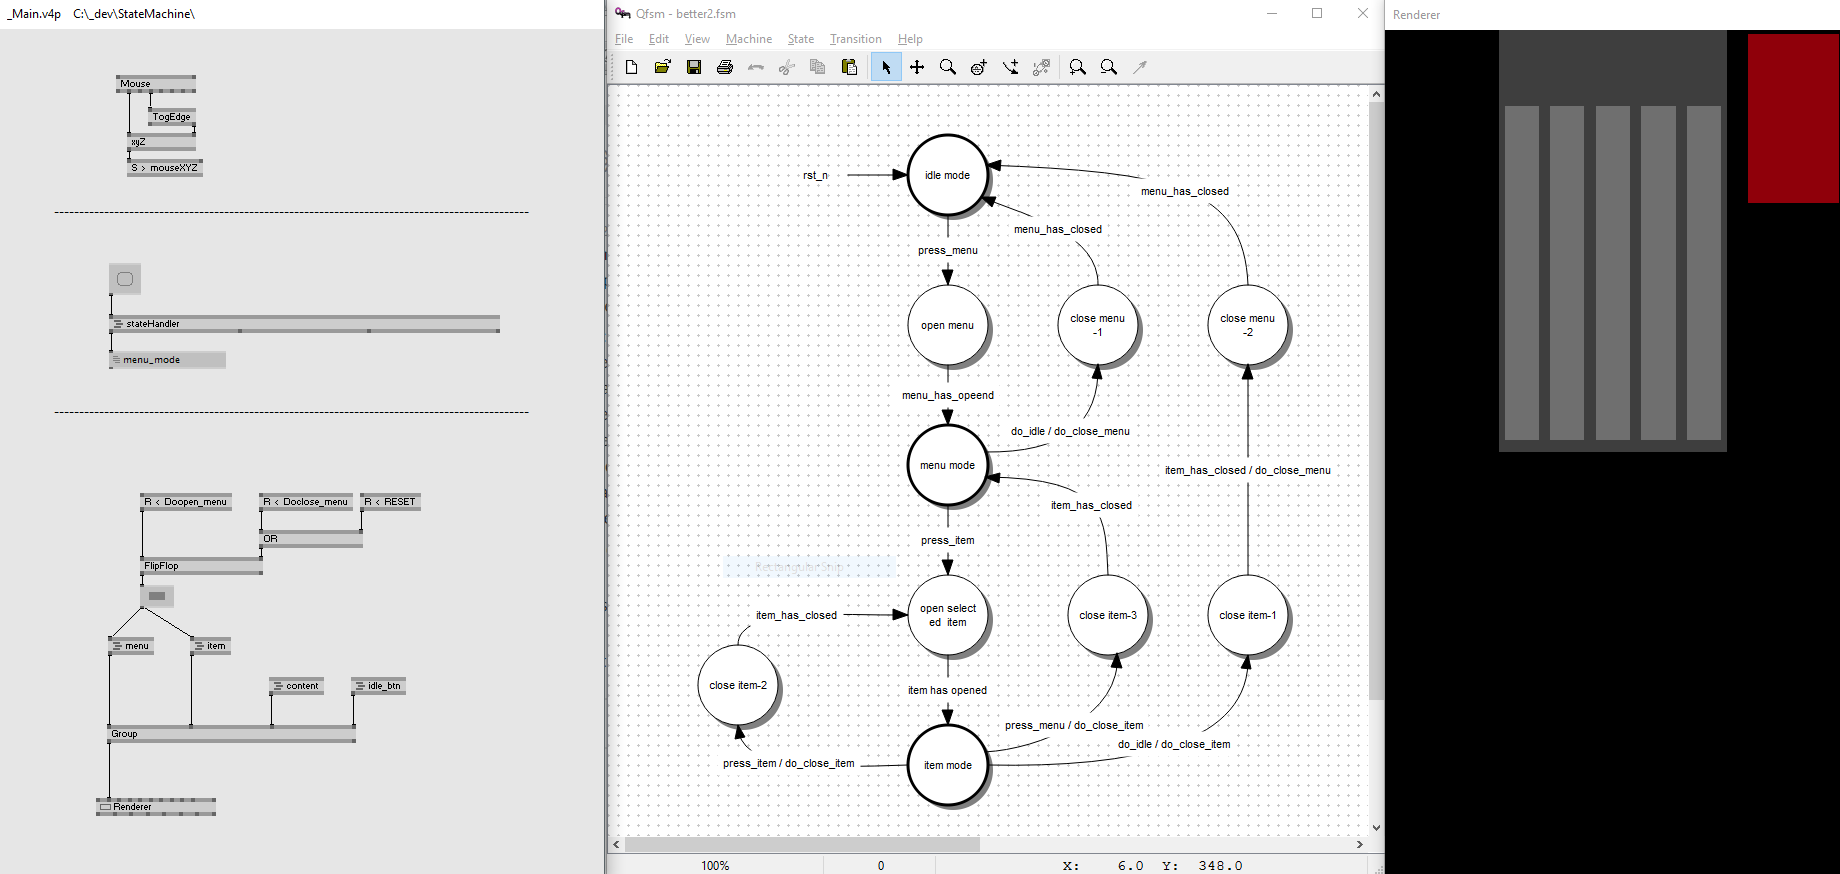 _Main.v4p    C:\_dev\StateMachine\
Mouse
TogEdge
xyZ
S > mouseXYZ
stateHandler
menu_mode
R < Doopen_menu
R < Doclose_menu
R < RESET
OR
FlipFlop
menu
item
content
idle_btn
Group
Renderer
Qfsm - better2.fsm
File Edit View Machine State Transition Help
idle mode
rst_n
menu_has_closed
menu_has_closed
press_menu
open menu
close menu
-1
close menu
-2
menu_has_opeend
do_idle / do_close_menu
menu mode
item_has_closed / do_close_menu
item_has_closed
press_item
Rectangular Snip
open select
ed  item
item_has_closed
close item-3
close item-1
close item-2
item has opened
press_menu / do_close_item
do_idle / do_close_item
press_item / do_close_item
item mode
100% 0 X: 6.0 Y: 348.0
Renderer